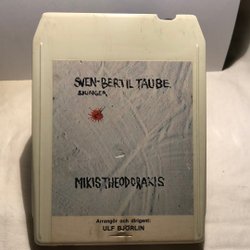 SVEN-BERTIL TAUBE.
SJUNGER
MIKIS THEODORAKIS
Arrangör och dirigent:
ULF BJÖRLIN